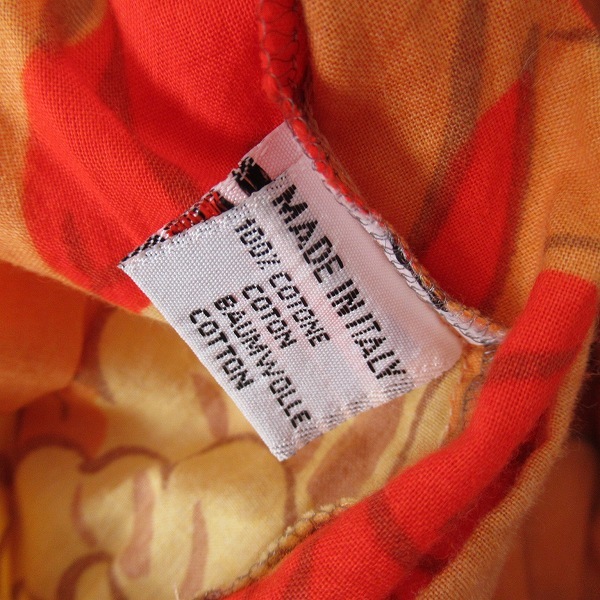 MADE IN ITALY
100% COTONE
COTON
BAUMWOLLE
COTTON